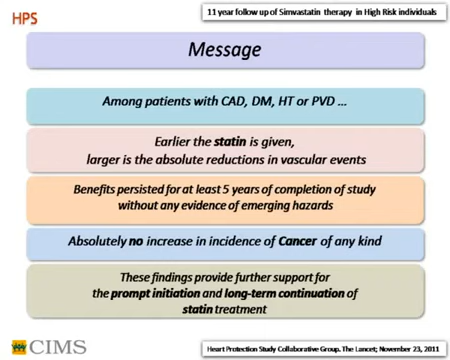 HPS
11 year follow up of Simvastatin therapy in High Risk individuals
Message
Among patients with CAD, DM, HT or PVD ...
Earlier the statin is given,
larger is the absolute reductions in vascular events
Benefits persisted for at least 5 years of completion of study
without any evidence of emerging hazards
Absolutely no increase in incidence of Cancer of any kind
These findings provide further support for
the prompt initiation and long-term continuation of
statin treatment
CIMS
Heart Protection Study Collaborative Group. The Lancet; November 23, 2011